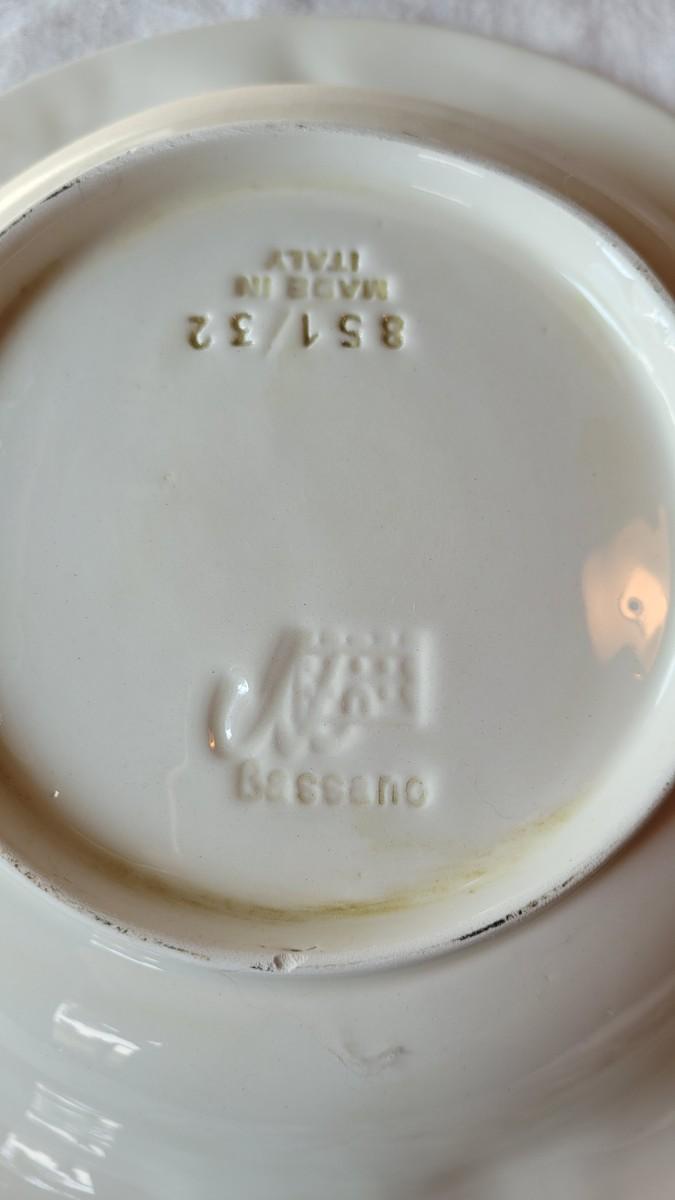 851/32
MADE IN
ITALY
Bassano